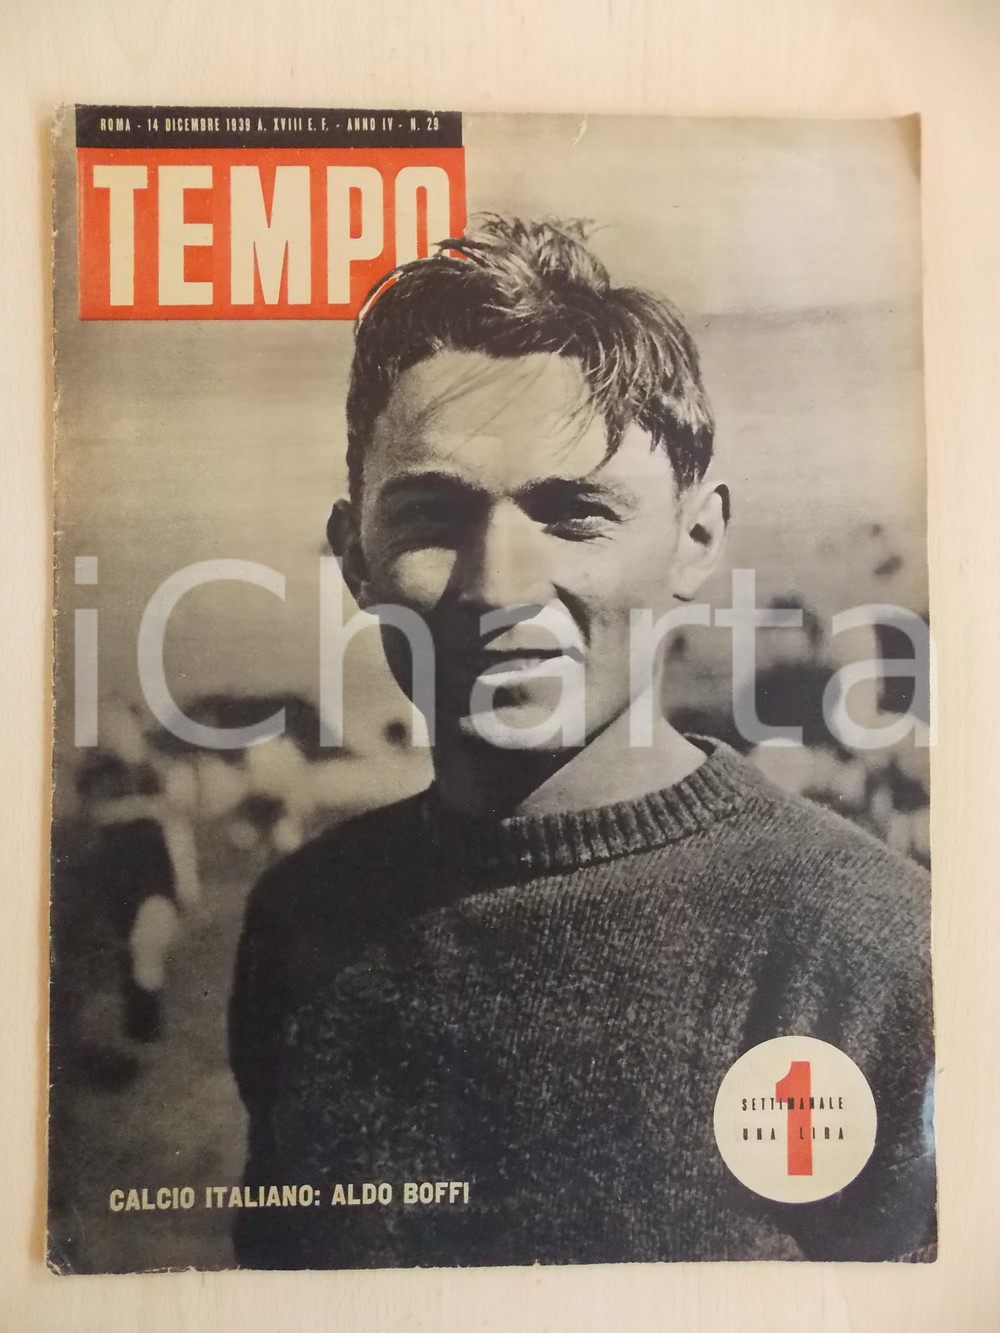 ROMA - 14 DICEMBRE 1939 A. XVIII E. F. - ANNO IV - N. 29
TEMPO
iCharta
1
SETTIMANALE
UNA LIRA
CALCIO ITALIANO: ALDO BOFFI